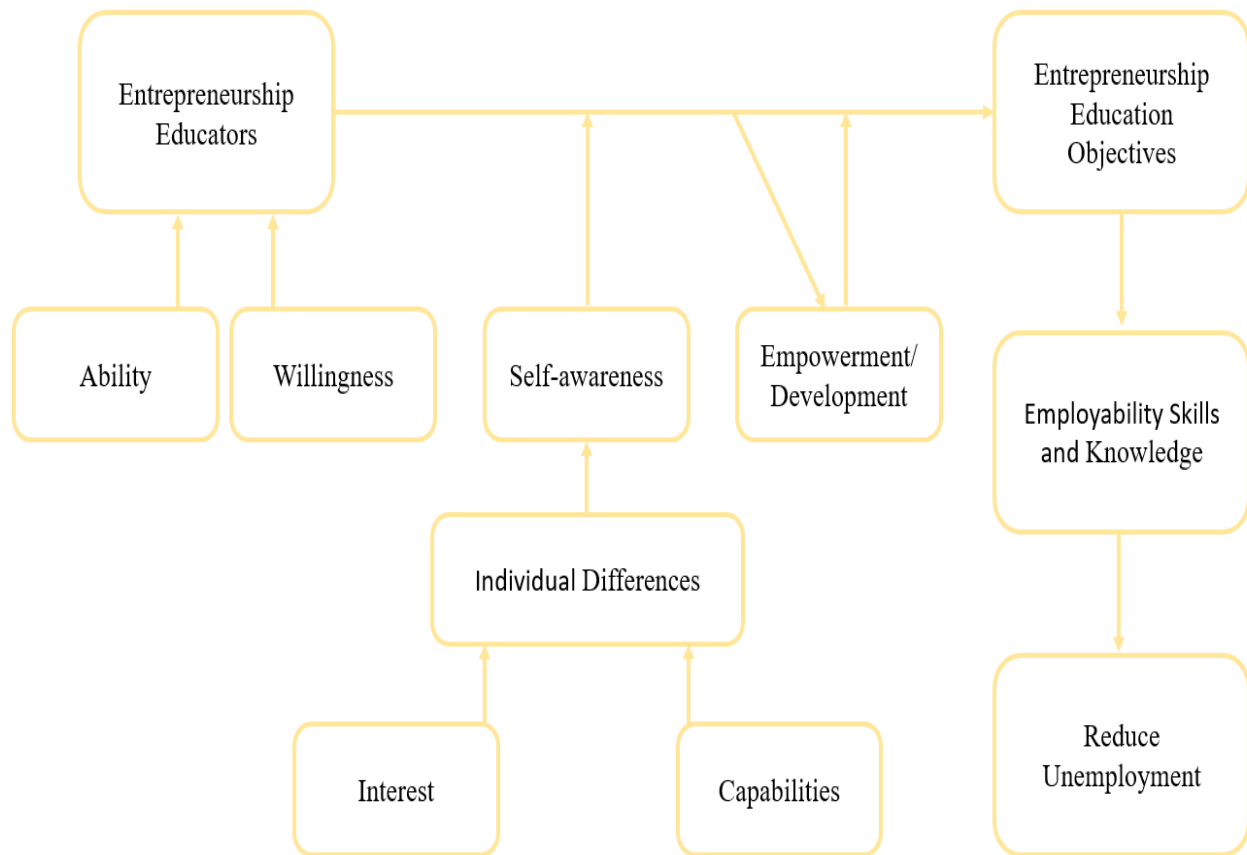 Entrepreneurship
Educators
Entrepreneurship
Education
Objectives
Ability
Willingness
Self-awareness
Empowerment/
Development
Employability Skills
and Knowledge
Individual Differences
Interest
Capabilities
Reduce
Unemployment